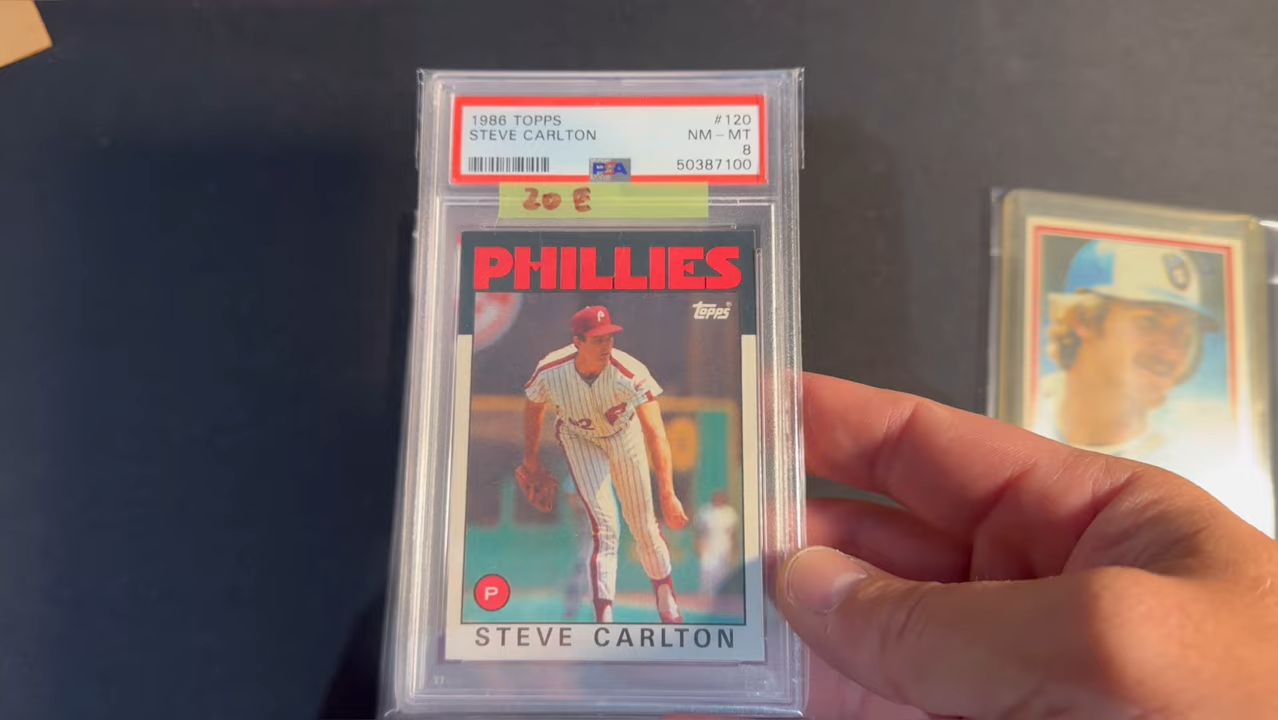 1986 TOPPS #120
STEVE CARLTON NM-MT
8
PSA 50387100
20 E
PHILLIES
topps
P
STEVE CARLTON